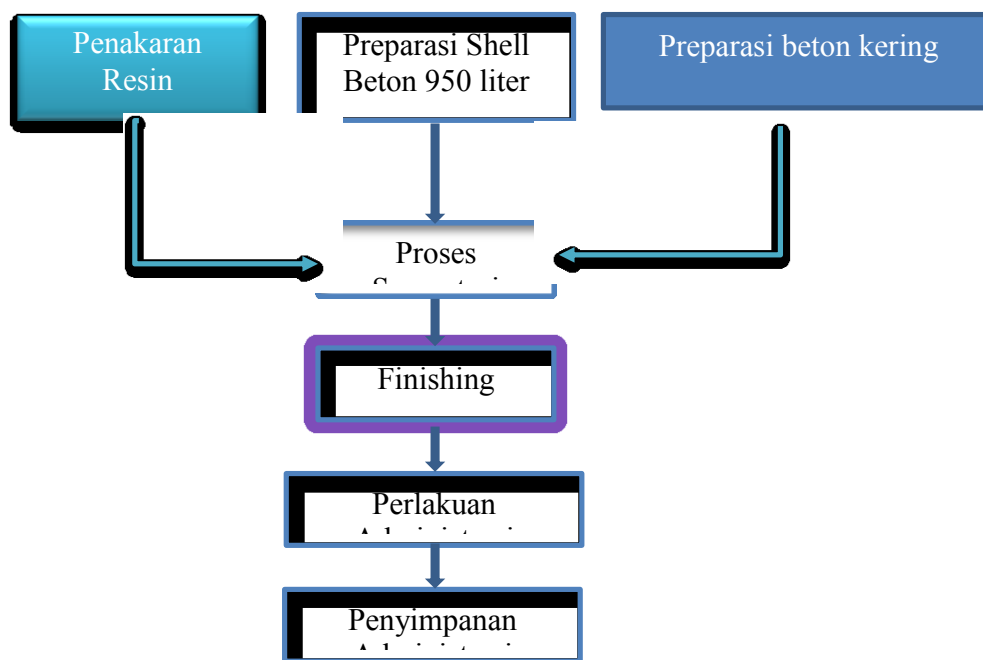 Penakaran
Resin
Preparasi Shell
Beton 950 liter
Preparasi beton kering
Proses
Finishing
Perlakuan
Penyimpanan